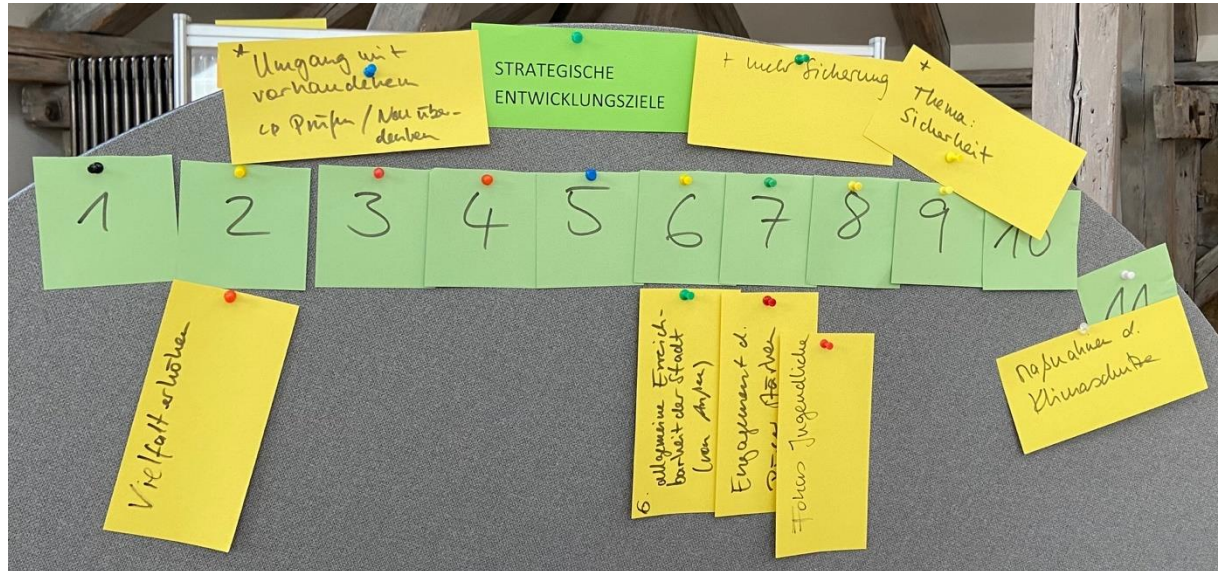 * Umgang mit
vorhandenen
Prüfen / Neu über-
denken
STRATEGISCHE
ENTWICKLUNGSZIELE
+ mehr Sicherung
*
Thema:
Sicherheit
1
2
3
4
5
6
7
8
9
10
11
Vielfalt erhöhen
6. allgemeine Erreich-
barkeit der Stadt
(von außen)
Engagement d.
stärken
Fokus Jugendliche
Maßnahmen d.
Klimaschutze